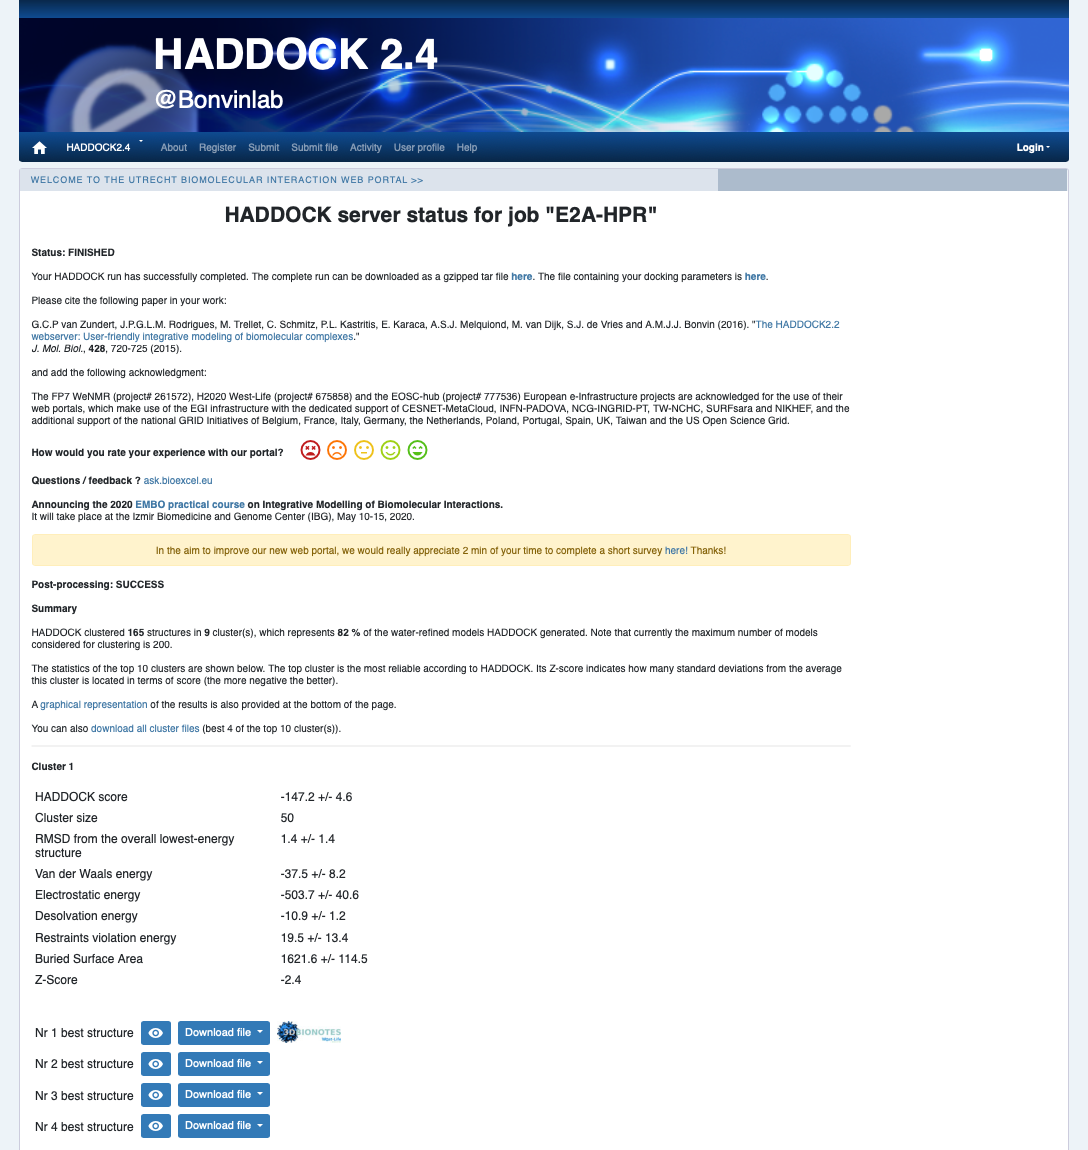 HADDOCK 2.4
@Bonvinlab
HADDOCK2.4 About Register Submit Submit file Activity User profile Help Login
WELCOME TO THE UTRECHT BIOMOLECULAR INTERACTION WEB PORTAL >>
HADDOCK server status for job "E2A-HPR"
Status: FINISHED
Your HADDOCK run has successfully completed. The complete run can be downloaded as a gzipped tar file here. The file containing your docking parameters is here.
Please cite the following paper in your work:
G.C.P van Zundert, J.P.G.L.M. Rodrigues, M. Trellet, C. Schmitz, P.L. Kastritis, E. Karaca, A.S.J. Melquiond, M. van Dijk, S.J. de Vries and A.M.J.J. Bonvin (2016). "The HADDOCK2.2
webserver: User-friendly integrative modeling of biomolecular complexes."
J. Mol. Biol., 428, 720-725 (2015).
and add the following acknowledgment:
The FP7 WeNMR (project# 261572), H2020 West-Life (project# 675858) and the EOSC-hub (project# 777536) European e-Infrastructure projects are acknowledged for the use of their
web portals, which make use of the EGI infrastructure with the dedicated support of CESNET-MetaCloud, INFN-PADOVA, NCG-INGRID-PT, TW-NCHC, SURFsara and NIKHEF, and the
additional support of the national GRID Initiatives of Belgium, France, Italy, Germany, the Netherlands, Poland, Portugal, Spain, UK, Taiwan and the US Open Science Grid.
How would you rate your experience with our portal?
Questions / feedback ? ask.bioexcel.eu
Announcing the 2020 EMBO practical course on Integrative Modelling of Biomolecular Interactions.
It will take place at the Izmir Biomedicine and Genome Center (IBG), May 10-15, 2020.
In the aim to improve our new web portal, we would really appreciate 2 min of your time to complete a short survey here! Thanks!
Post-processing: SUCCESS
Summary
HADDOCK clustered 165 structures in 9 cluster(s), which represents 82 % of the water-refined models HADDOCK generated. Note that currently the maximum number of models
considered for clustering is 200.
The statistics of the top 10 clusters are shown below. The top cluster is the most reliable according to HADDOCK. Its Z-score indicates how many standard deviations from the average
this cluster is located in terms of score (the more negative the better).
A graphical representation of the results is also provided at the bottom of the page.
You can also download all cluster files (best 4 of the top 10 cluster(s)).
Cluster 1
HADDOCK score -147.2 +/- 4.6
Cluster size 50
RMSD from the overall lowest-energy 1.4 +/- 1.4
structure
Van der Waals energy -37.5 +/- 8.2
Electrostatic energy -503.7 +/- 40.6
Desolvation energy -10.9 +/- 1.2
Restraints violation energy 19.5 +/- 13.4
Buried Surface Area 1621.6 +/- 114.5
Z-Score -2.4
Nr 1 best structure Download file 3DBIONOTES
West-Life
Nr 2 best structure Download file
Nr 3 best structure Download file
Nr 4 best structure Download file